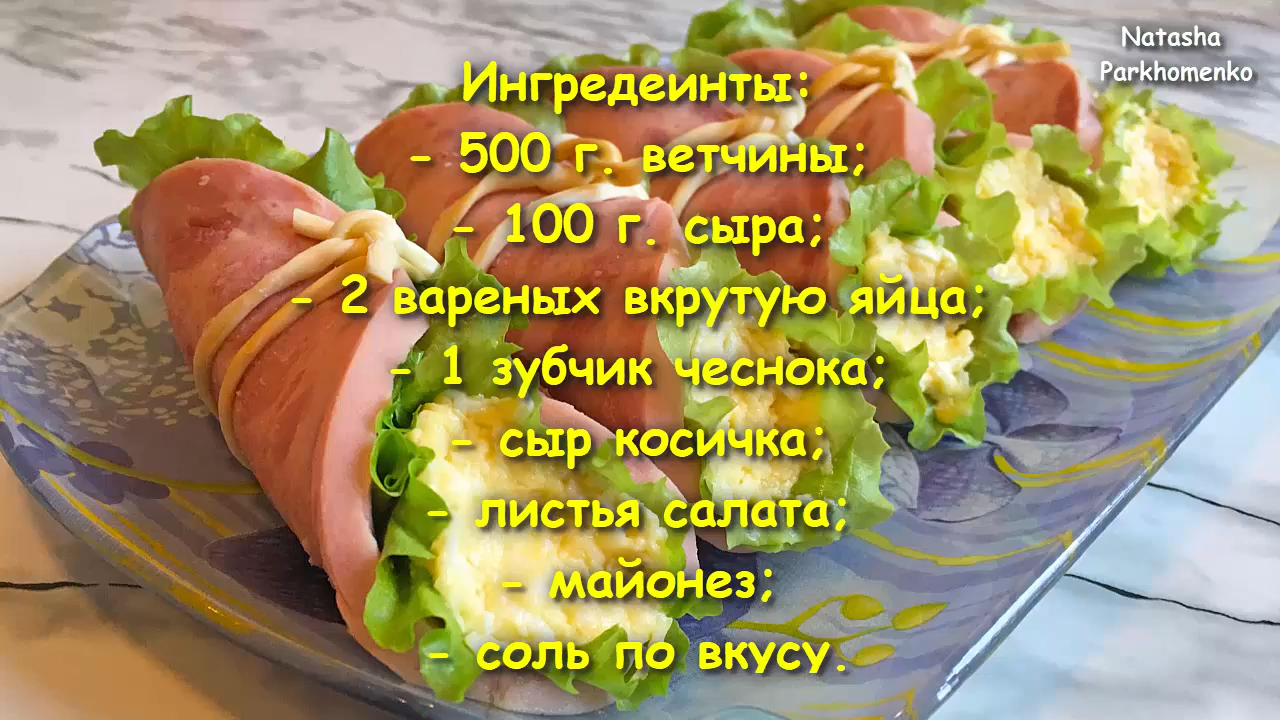 Natasha
Parkhomenko
Ингредеинты:
- 500 г. ветчины;
- 100 г. сыра;
- 2 вареных вкрутую яйца;
- 1 зубчик чеснока;
- сыр косичка;
- листья салата;
- майонез;
- соль по вкусу.